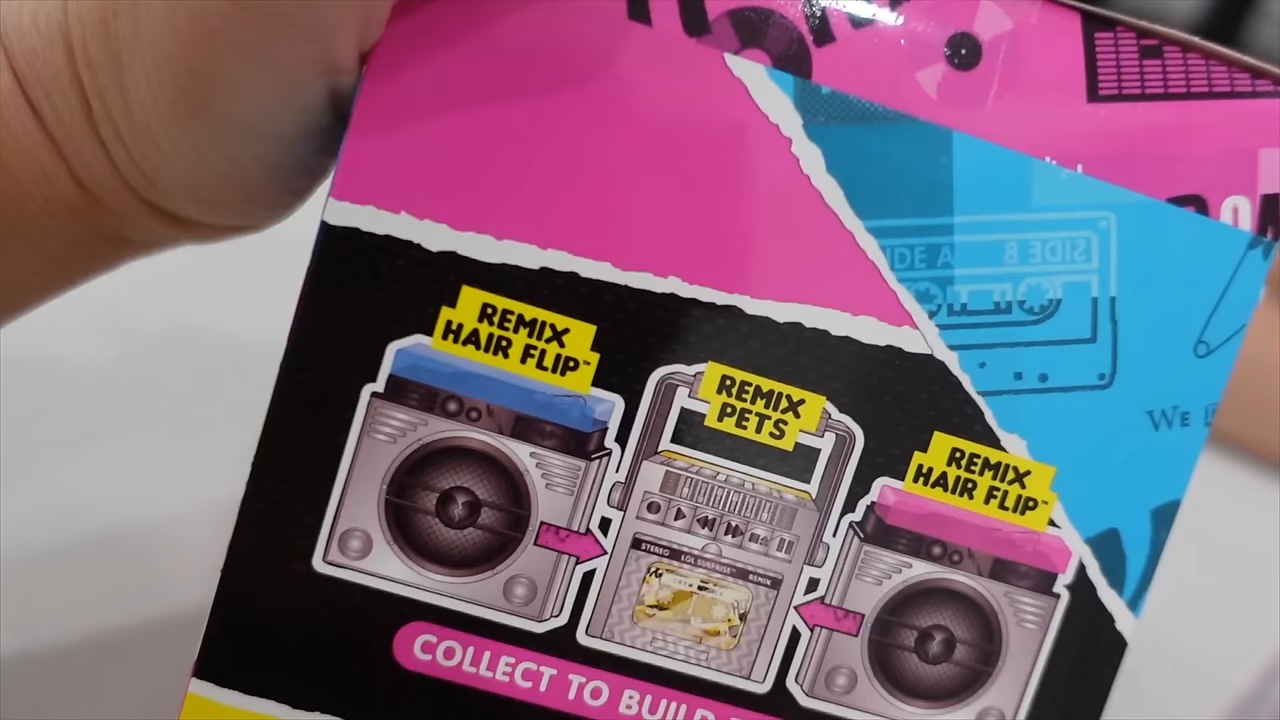 SIDE A SIDE B
WE
REMIX
HAIR FLIP™
REMIX
PETS
REMIX
HAIR FLIP™
STEREO LOL SURPRISE™ REMIX
COLLECT TO BUILD